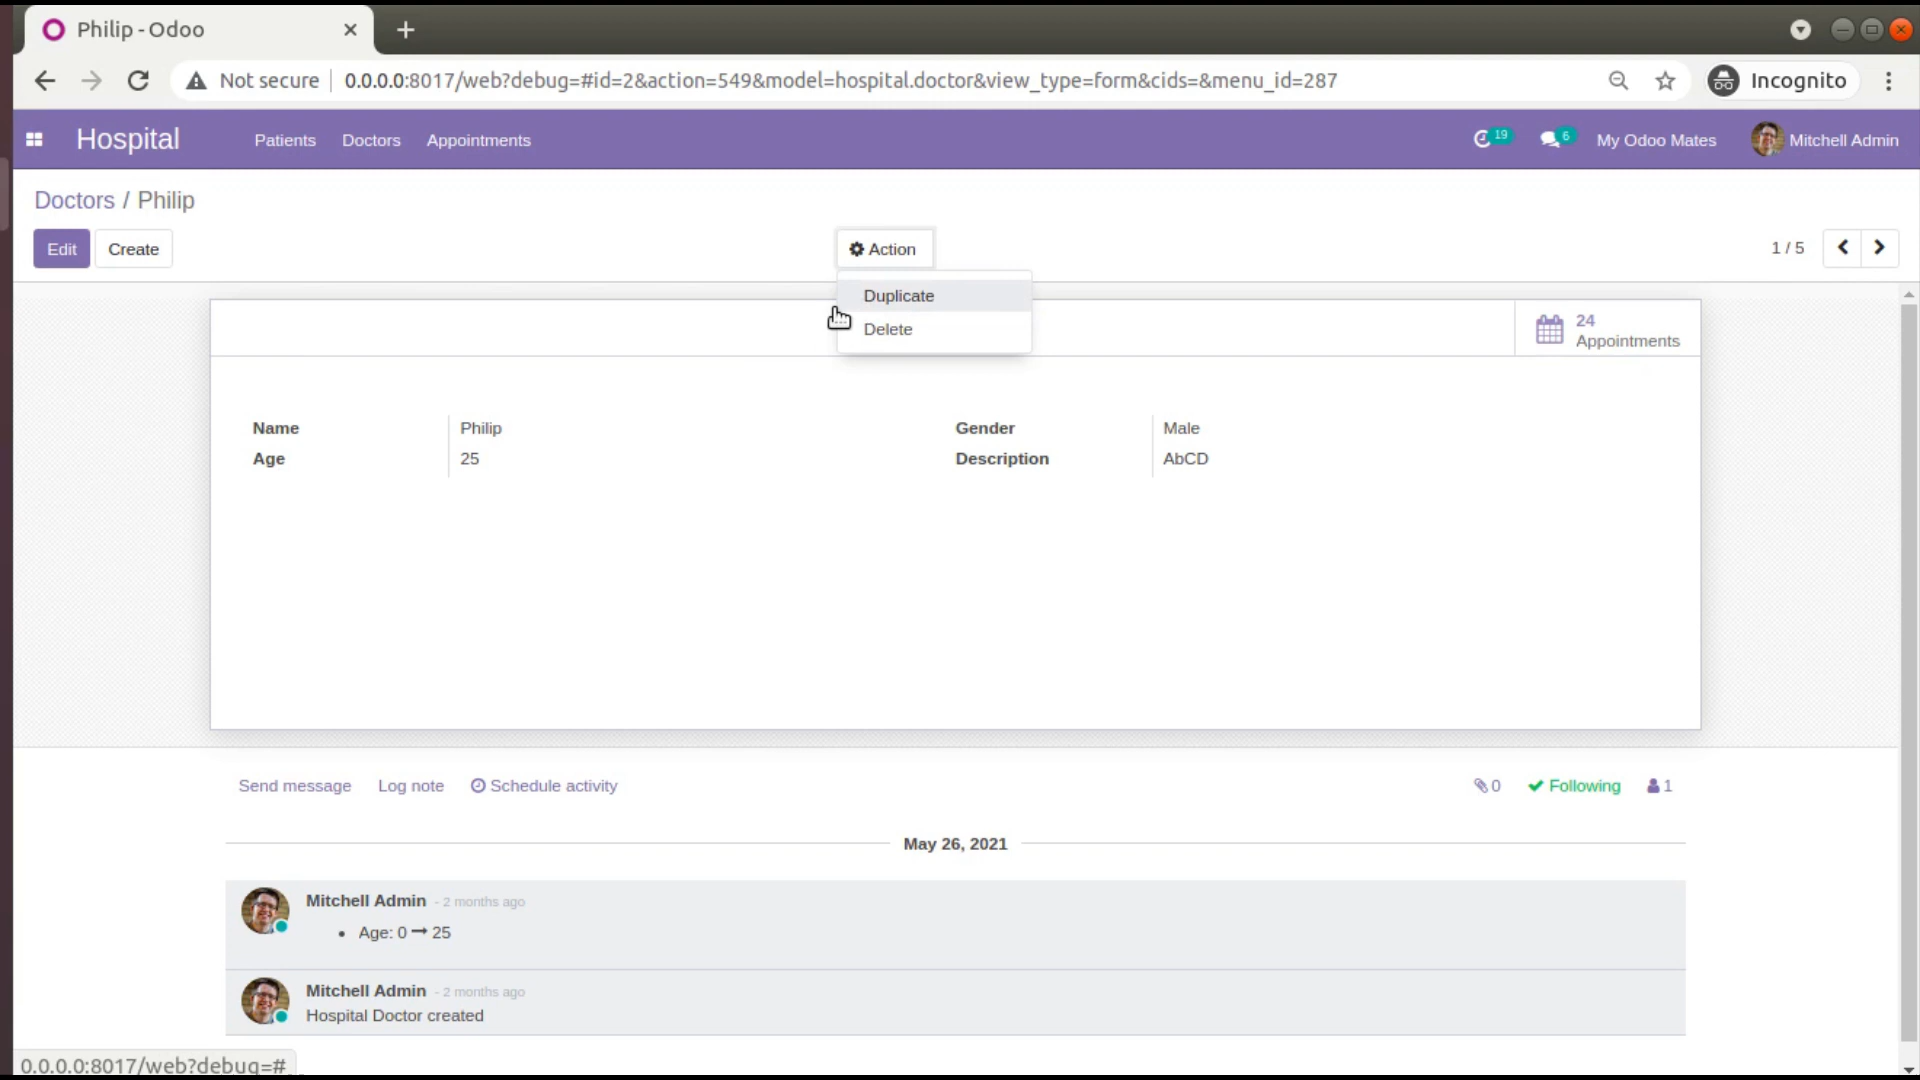 Philip - Odoo
Not secure 0.0.0.0:8017/web?debug=#id=2&action=549&model=hospital.doctor&view_type=form&cids=&menu_id=287 Incognito
Hospital Patients Doctors Appointments 19 6 My Odoo Mates Mitchell Admin
Doctors / Philip
Edit Create Action 1 / 5
Duplicate
Delete
24
Appointments
Name Philip Gender Male
Age 25 Description AbCD
Send message Log note Schedule activity 0 Following 1
May 26, 2021
Mitchell Admin - 2 months ago
• Age: 0 → 25
Mitchell Admin - 2 months ago
Hospital Doctor created
0.0.0.0:8017/web?debug=#